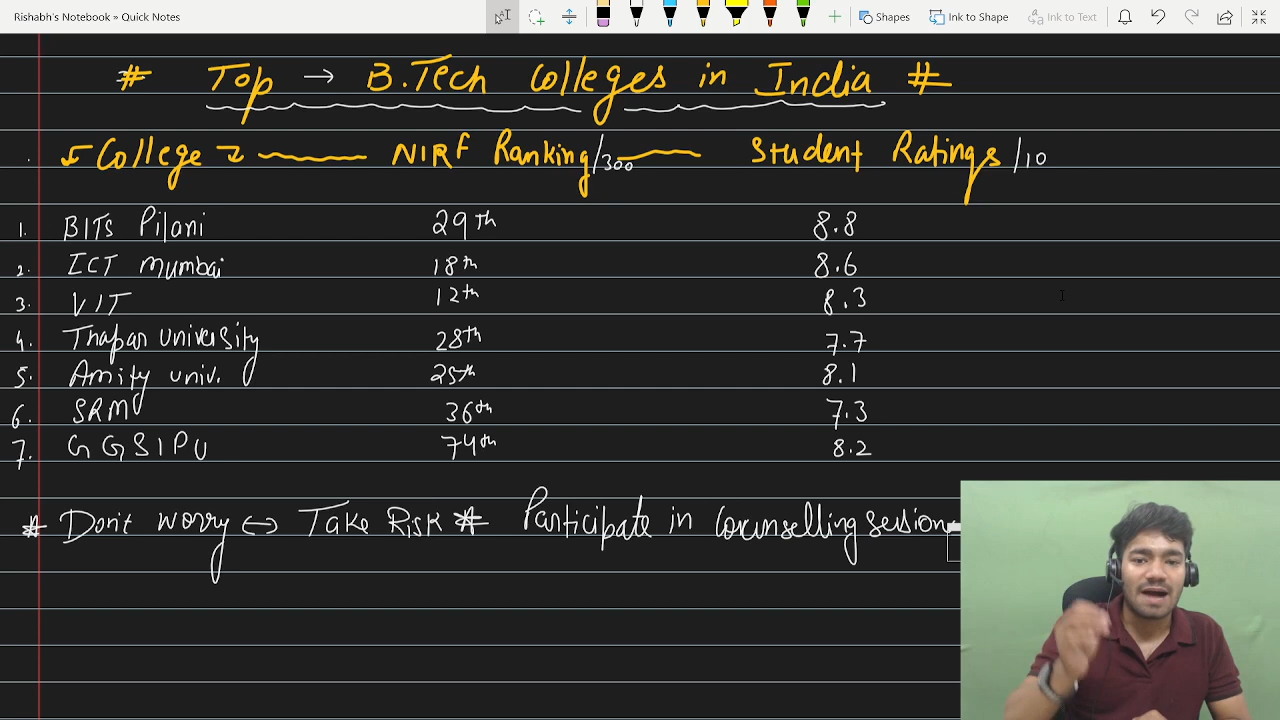 Rishabh's Notebook » Quick Notes
Shapes Ink to Shape Ink to Text
# Top → B.Tech Colleges in India #
College NIRF Ranking/300 Student Ratings /10
1. BITs Pilani 29th 8.8
2. ICT Mumbai 18th 8.6
3. VIT 12th 8.3
4. Thapar university 28th 7.7
5. Amity univ. 25th 8.1
6. SRM 36th 7.3
7. GGSIPU 74th 8.2
* Don't worry ↔ Take Risk * Participate in Counselling session